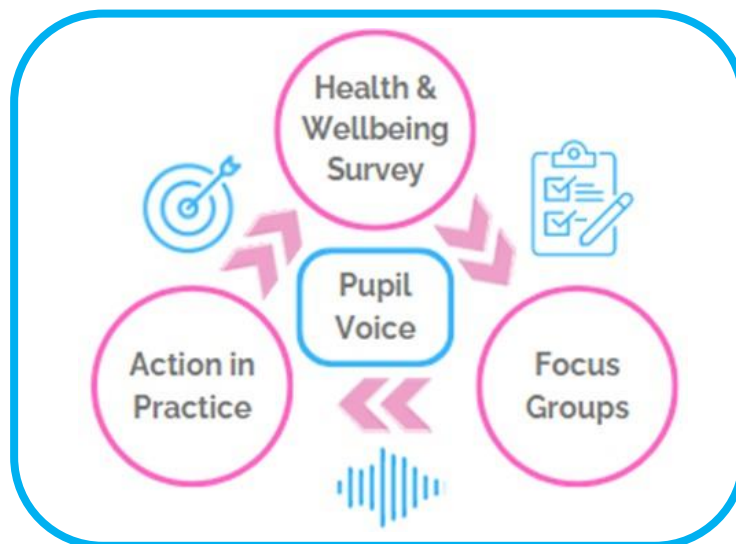 Health &
Wellbeing
Survey
Pupil
Voice
Action in
Practice
Focus
Groups